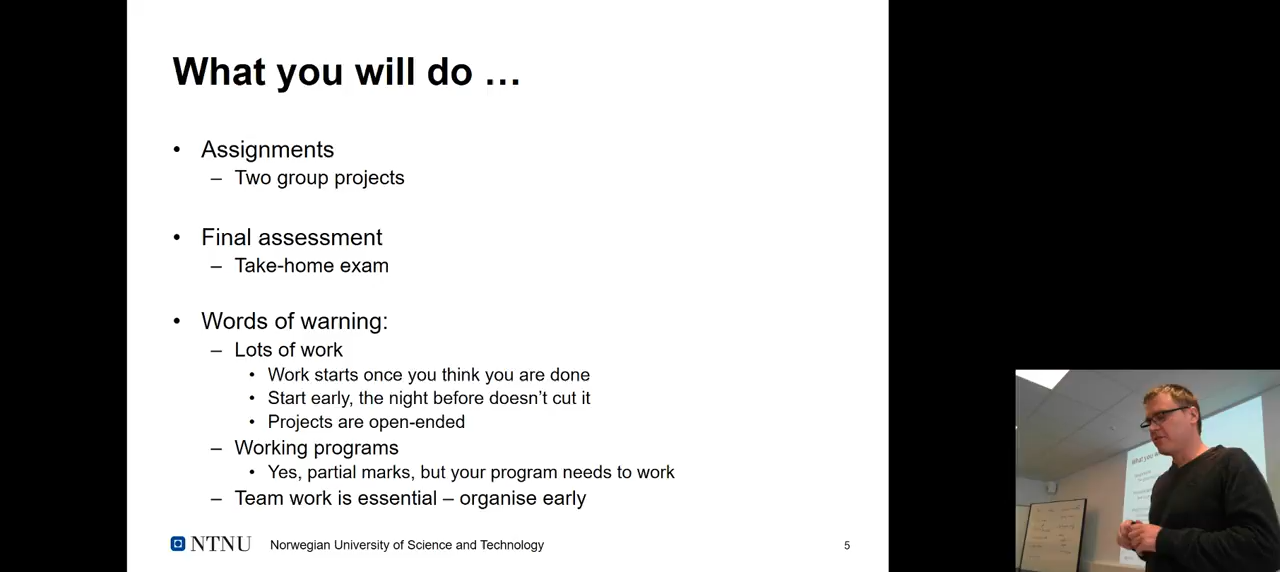 What you will do …
• Assignments
– Two group projects
• Final assessment
– Take-home exam
• Words of warning:
– Lots of work
• Work starts once you think you are done
• Start early, the night before doesn’t cut it
• Projects are open-ended
– Working programs
• Yes, partial marks, but your program needs to work
– Team work is essential – organise early
NTNU Norwegian University of Science and Technology 5
What you wi